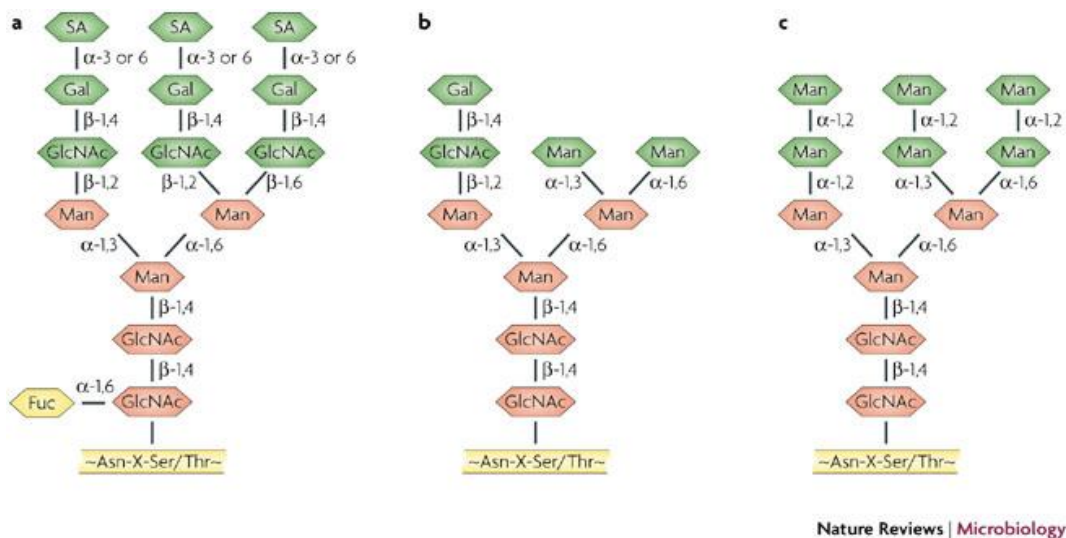 a b c
SA SA SA
α-3 or 6 α-3 or 6 α-3 or 6
Gal Gal Gal
β-1,4 β-1,4 β-1,4
GlcNAc GlcNAc GlcNAc
β-1,2 β-1,2 β-1,6
Man Man
α-1,3 α-1,6
Man
β-1,4
GlcNAc
β-1,4
Fuc α-1,6 GlcNAc
~Asn-X-Ser/Thr~
Gal
β-1,4
GlcNAc Man Man
β-1,2 α-1,3 α-1,6
Man Man
α-1,3 α-1,6
Man
β-1,4
GlcNAc
β-1,4
GlcNAc
~Asn-X-Ser/Thr~
Man Man Man
α-1,2 α-1,2 α-1,2
Man Man Man
α-1,2 α-1,3 α-1,6
Man Man
α-1,3 α-1,6
Man
β-1,4
GlcNAc
β-1,4
GlcNAc
~Asn-X-Ser/Thr~
Nature Reviews | Microbiology